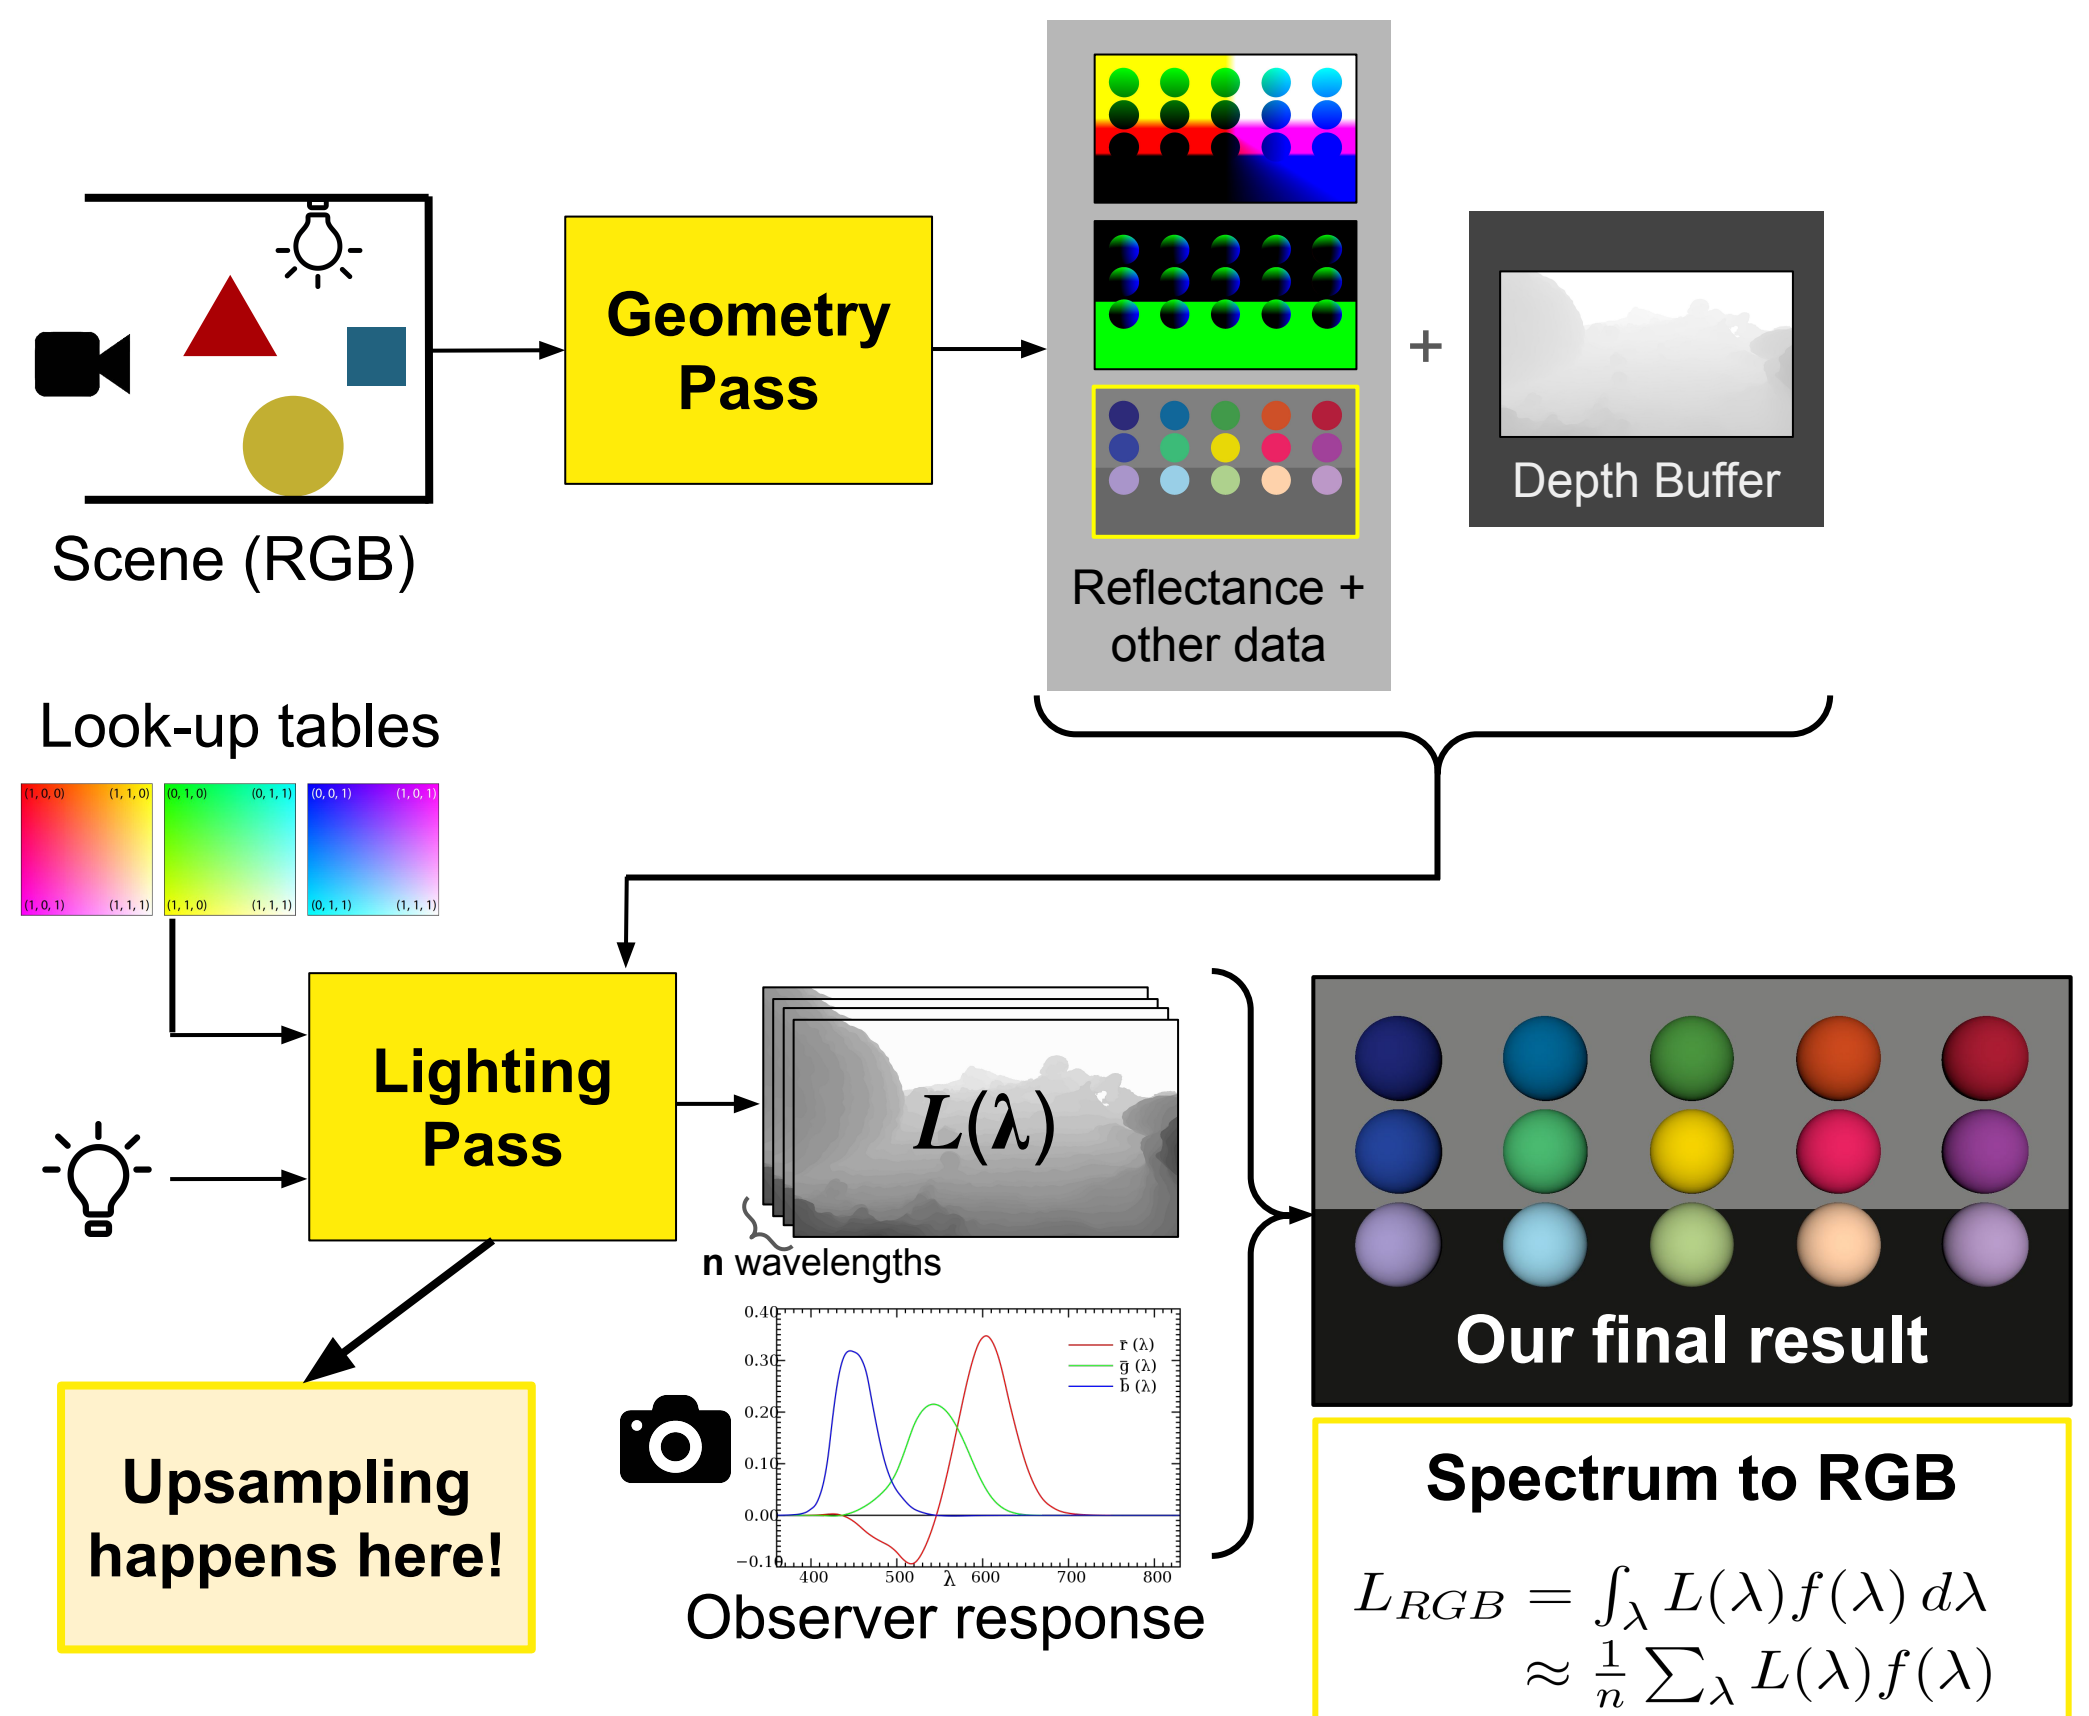 Geometry
Pass
+
Depth Buffer
Scene (RGB)
Reflectance +
other data
Look-up tables
(1, 0, 0) (1, 1, 0) (0, 1, 0) (0, 1, 1) (0, 0, 1) (1, 0, 1)
(1, 0, 1) (1, 1, 1) (1, 1, 0) (1, 1, 1) (0, 1, 1) (1, 1, 1)
Lighting
Pass
L(λ)
n wavelengths
Our final result
Upsampling
happens here!
0.40
0.30
0.20
0.10
0.00
−0.10
r̄ (λ)
ḡ (λ)
b̄ (λ)
400 500 λ 600 700 800
Observer response
Spectrum to RGB
L_{RGB} = ∫_λ L(λ)f(λ) dλ
≈ 1/n ∑_λ L(λ)f(λ)